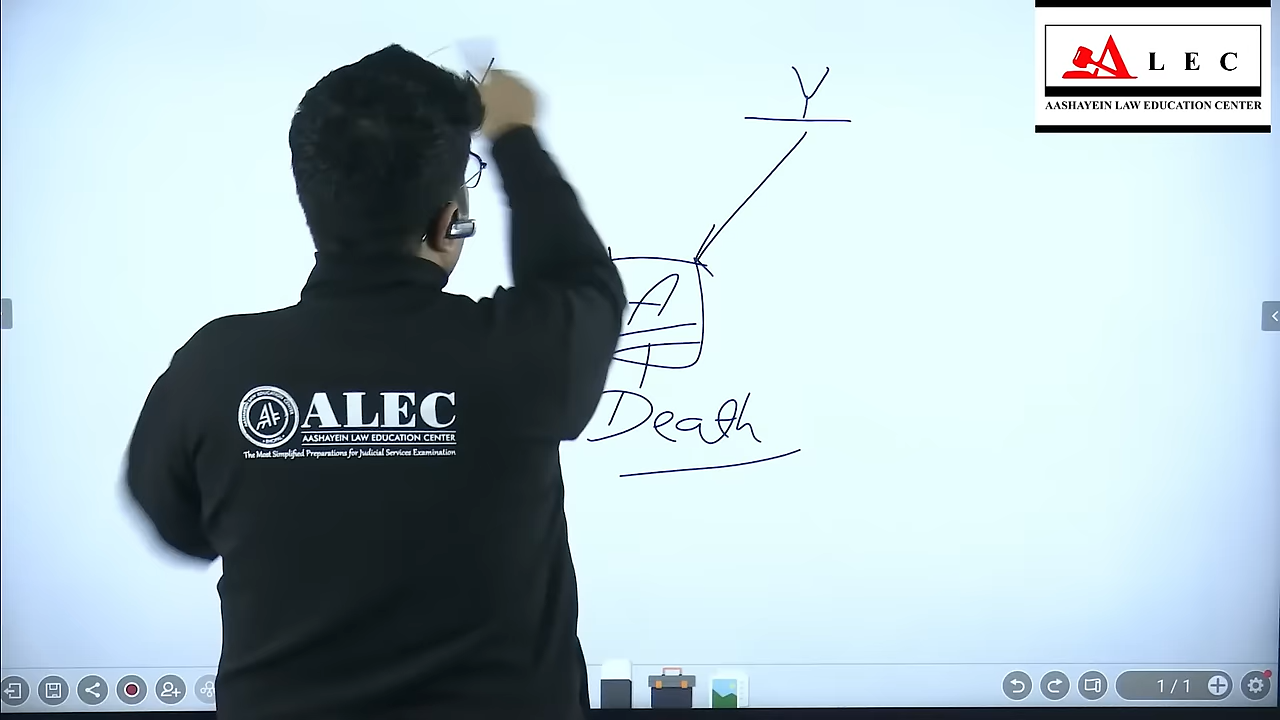 Y
A
Death
A L E C
AASHAYEIN LAW EDUCATION CENTER
ALEC
AASHAYEIN LAW EDUCATION CENTER
The Most Simplified Preparations for Judicial Services Examination
1 / 1